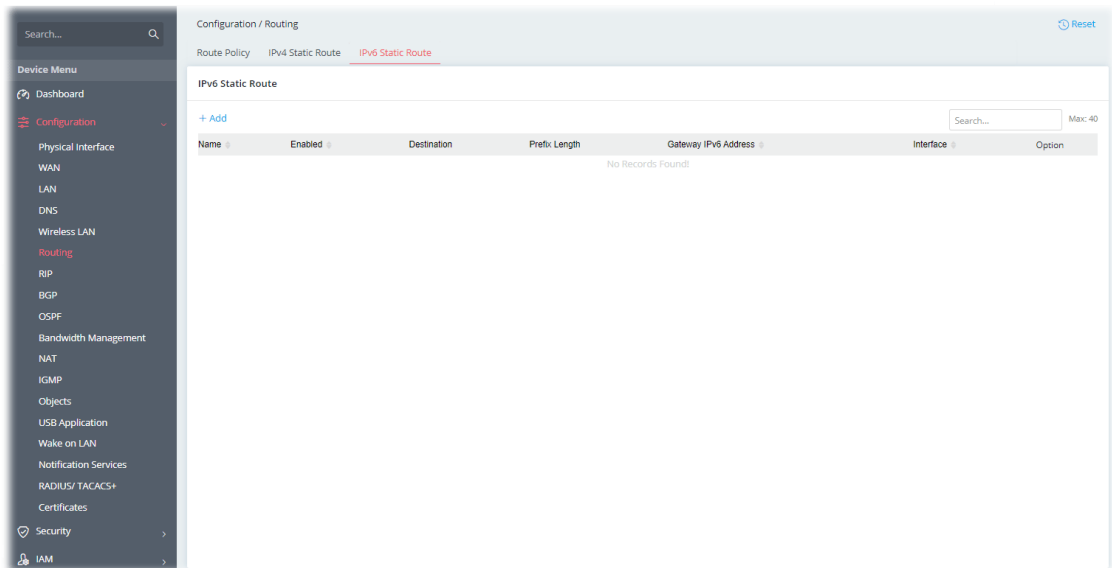 Search...
Device Menu
Dashboard
Configuration
Physical Interface
WAN
LAN
DNS
Wireless LAN
Routing
RIP
BGP
OSPF
Bandwidth Management
NAT
IGMP
Objects
USB Application
Wake on LAN
Notification Services
RADIUS/ TACACS+
Certificates
Security
IAM
Configuration / Routing
Reset
Route Policy IPv4 Static Route IPv6 Static Route
IPv6 Static Route
+ Add Search... Max: 40
Name Enabled Destination Prefix Length Gateway IPv6 Address Interface Option
No Records Found!